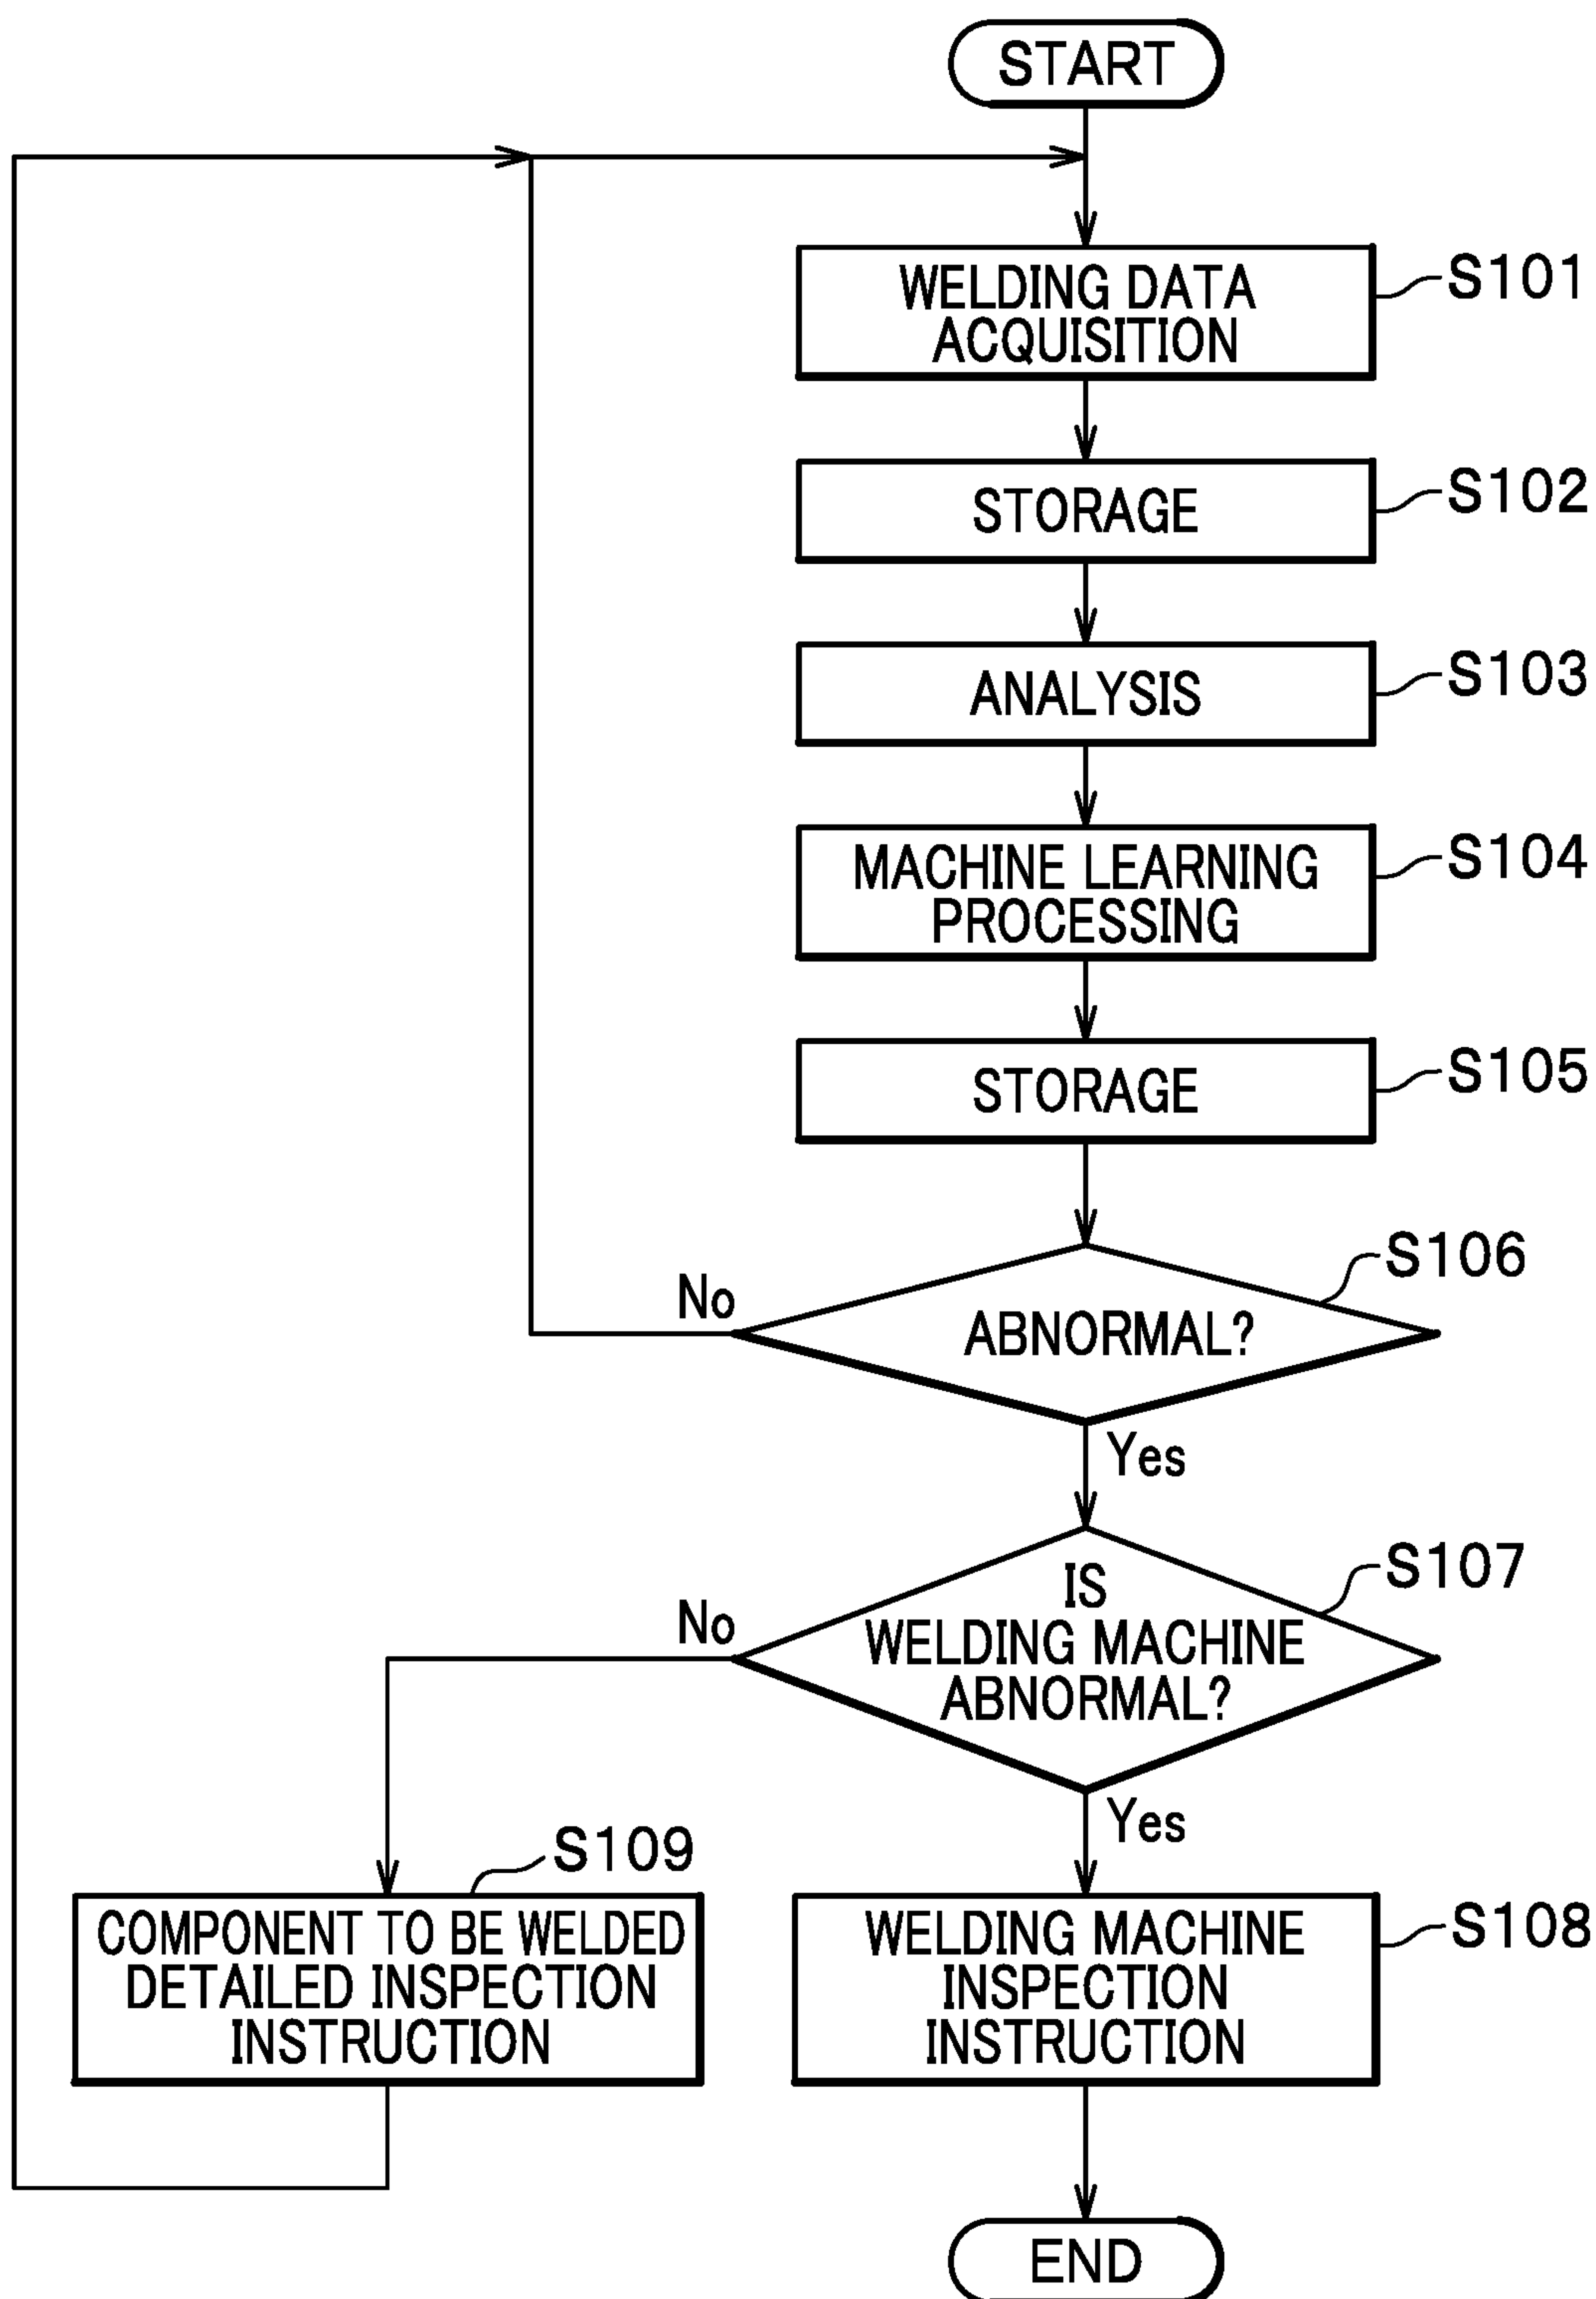 START
WELDING DATA
ACQUISITION
S101
STORAGE
S102
ANALYSIS
S103
MACHINE LEARNING
PROCESSING
S104
STORAGE
S105
S106
No
ABNORMAL?
Yes
S107
No
IS
WELDING MACHINE
ABNORMAL?
Yes
S109
COMPONENT TO BE WELDED
DETAILED INSPECTION
INSTRUCTION
WELDING MACHINE
INSPECTION
INSTRUCTION
S108
END